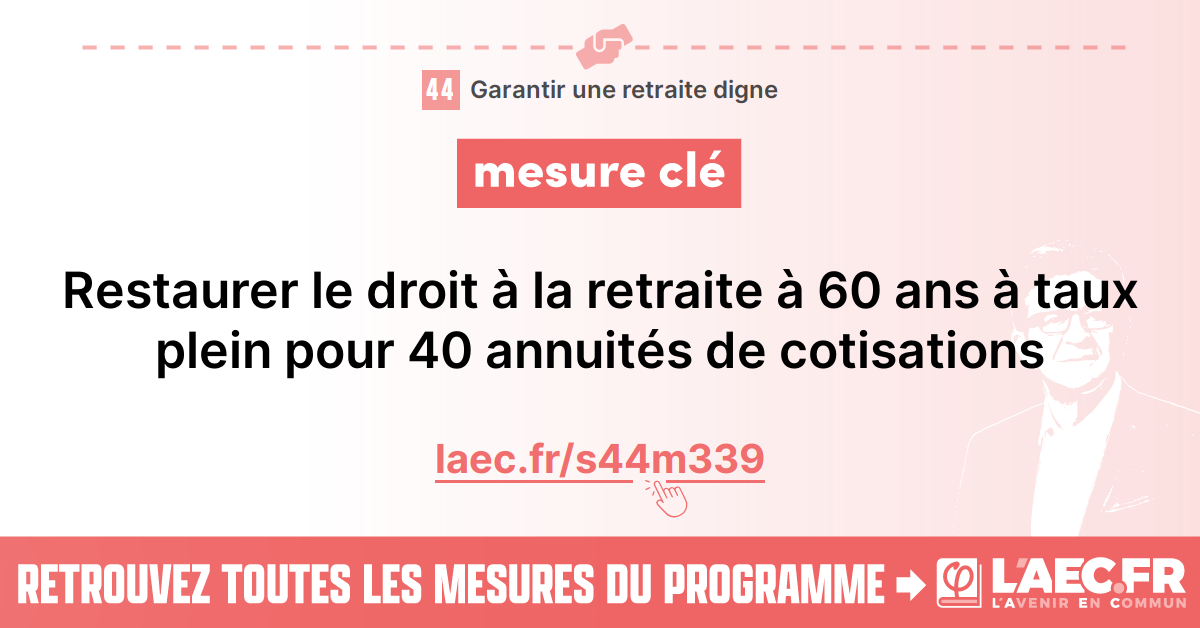 44 Garantir une retraite digne
mesure clé
Restaurer le droit à la retraite à 60 ans à taux
plein pour 40 annuités de cotisations
laec.fr/s44m339
RETROUVEZ TOUTES LES MESURES DU PROGRAMME
L'AEC.FR
L'AVENIR EN COMMUN